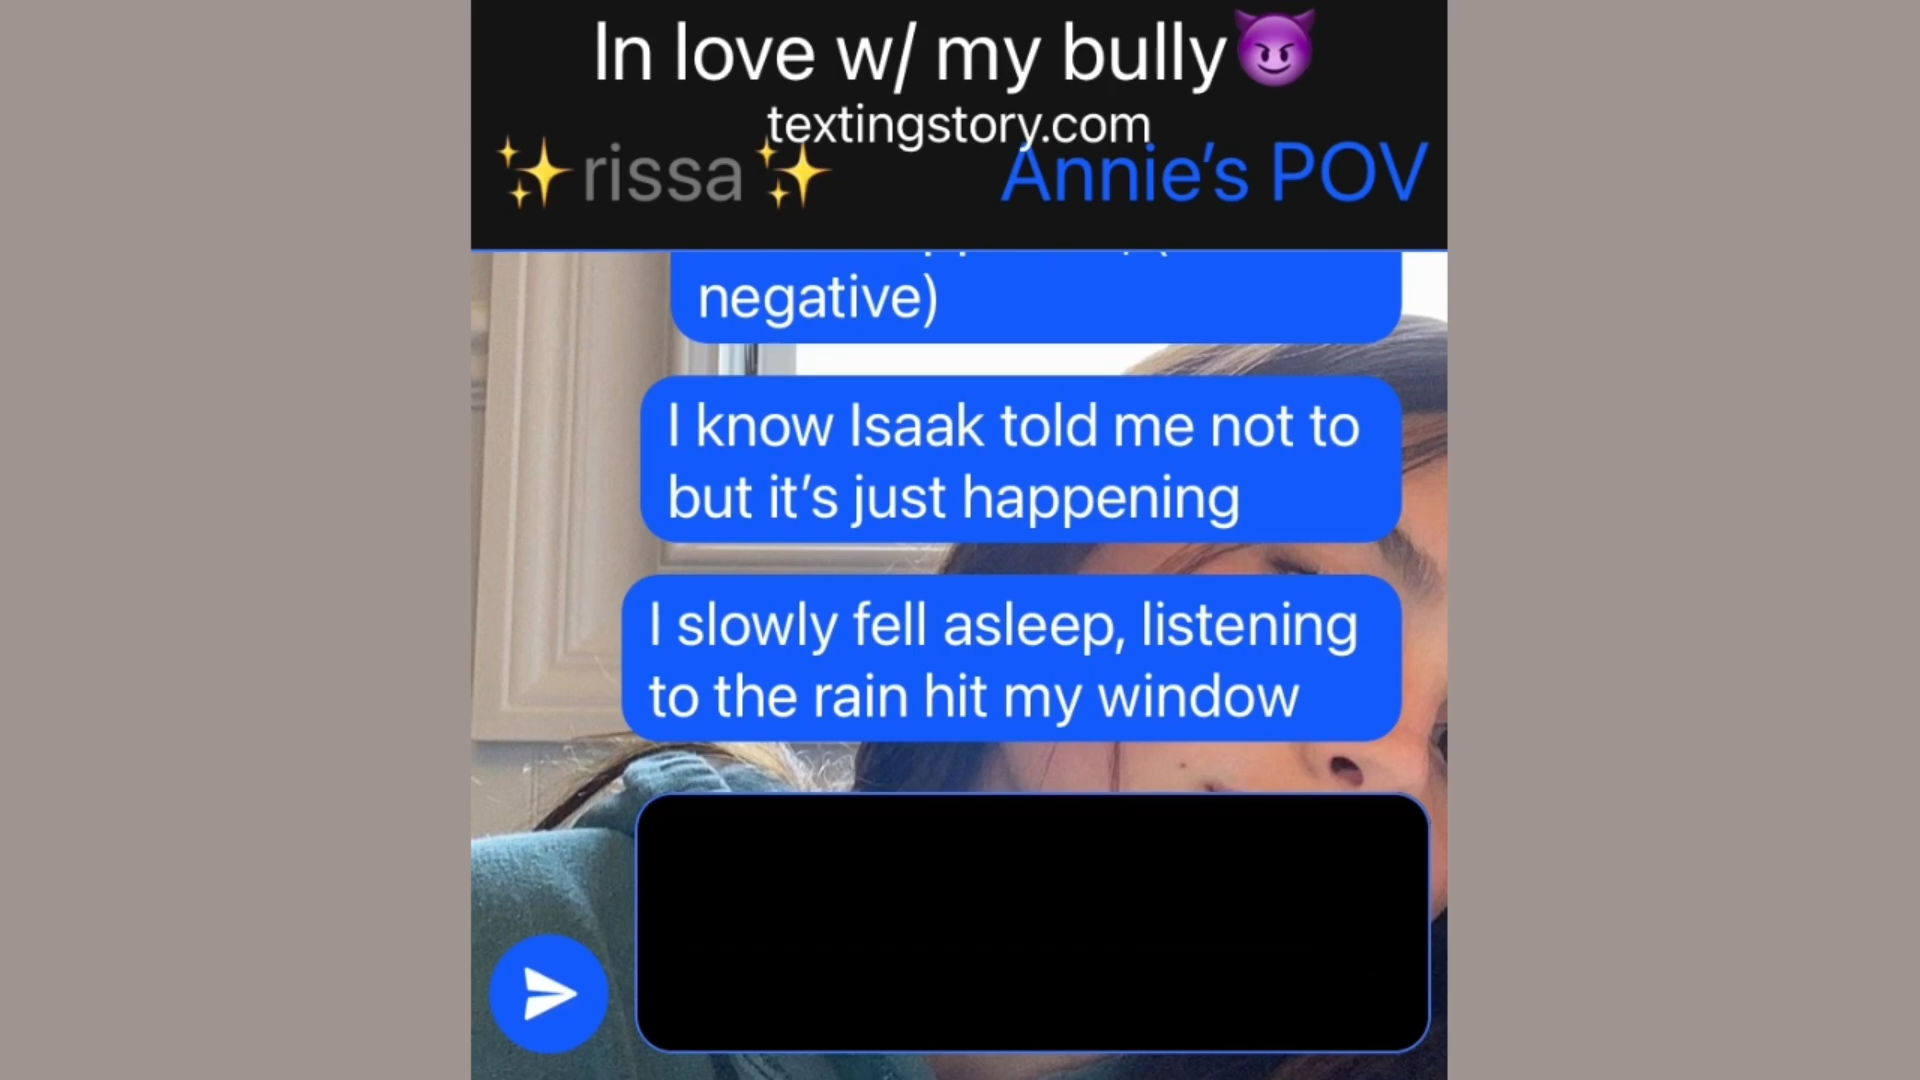 In love w/ my bully😈
textingstory.com
✨rissa✨
Annie’s POV
negative)
I know Isaak told me not to
but it’s just happening
I slowly fell asleep, listening
to the rain hit my window